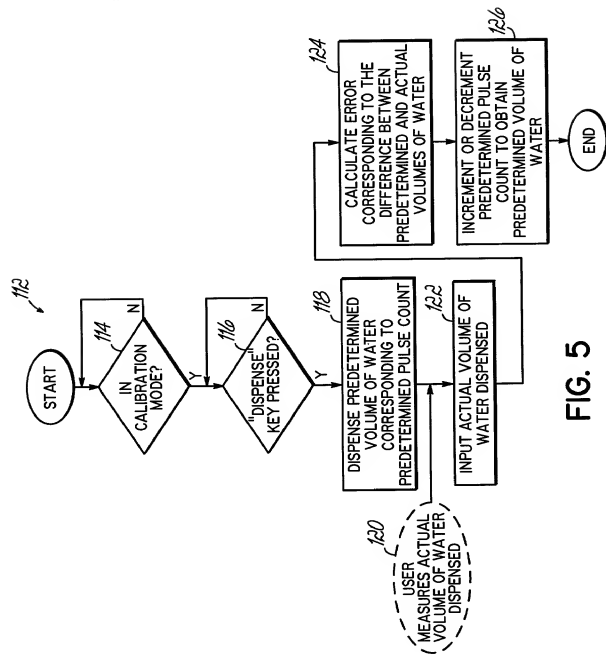 112
START
114
IN
CALIBRATION
MODE?
N
Y
116
"DISPENSE"
KEY PRESSED?
N
Y
118
DISPENSE PREDETERMINED
VOLUME OF WATER
CORRESPONDING TO
PREDETERMINED PULSE COUNT
120
USER
MEASURES ACTUAL
VOLUME OF WATER
DISPENSED
122
INPUT ACTUAL VOLUME OF
WATER DISPENSED
124
CALCULATE ERROR
CORRESPONDING TO THE
DIFFERENCE BETWEEN
PREDETERMINED AND ACTUAL
VOLUMES OF WATER
126
INCREMENT OR DECREMENT
PREDETERMINED PULSE
COUNT TO OBTAIN
PREDETERMINED VOLUME OF
WATER
END
FIG. 5